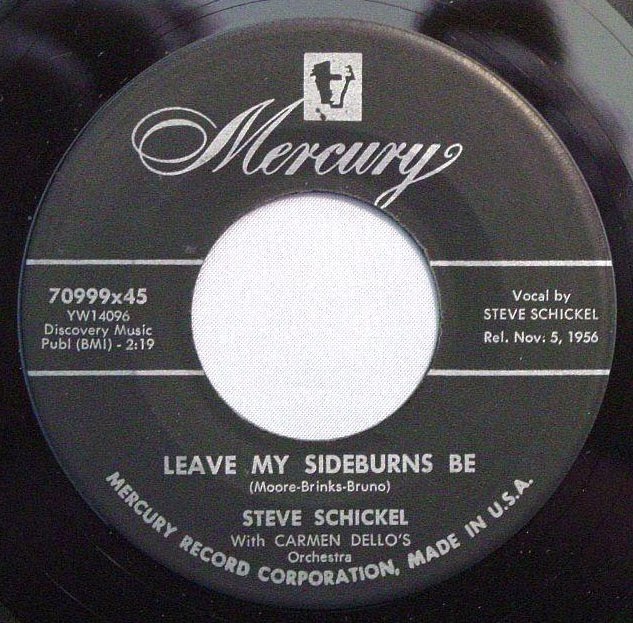 Mercury
70999x45
YW14096
Discovery Music
Publ (BMI) - 2:19
Vocal by
STEVE SCHICKEL
Rel. Nov. 5, 1956
LEAVE MY SIDEBURNS BE
(Moore-Brinks-Bruno)
STEVE SCHICKEL
With CARMEN DELLO'S
Orchestra
MERCURY RECORD CORPORATION, MADE IN U.S.A.